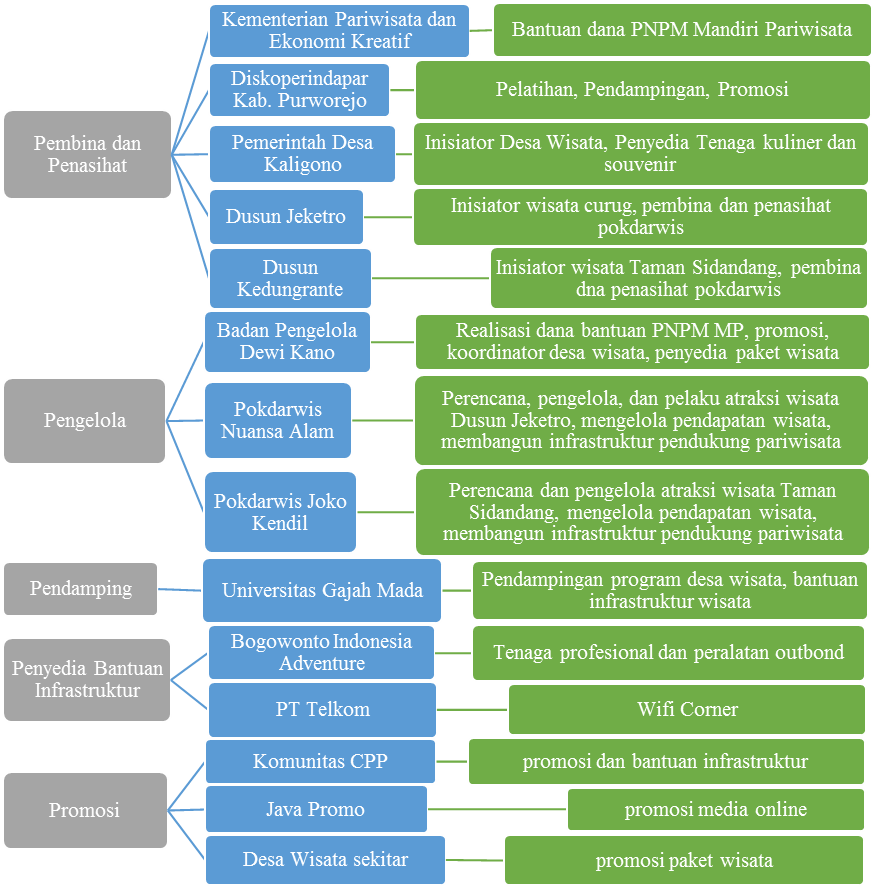 Pembina dan
Penasihat
Kementerian Pariwisata dan
Ekonomi Kreatif
Bantuan dana PNPM Mandiri Pariwisata
Diskoperindapar
Kab. Purworejo
Pelatihan, Pendampingan, Promosi
Pemerintah Desa
Kaligono
Inisiator Desa Wisata, Penyedia Tenaga kuliner dan
souvenir
Dusun Jeketro
Inisiator wisata curug, pembina dan penasihat
pokdarwis
Dusun
Kedungrante
Inisiator wisata Taman Sidandang, pembina
dna penasihat pokdarwis
Pengelola
Badan Pengelola
Dewi Kano
Realisasi dana bantuan PNPM MP, promosi,
koordinator desa wisata, penyedia paket wisata
Pokdarwis
Nuansa Alam
Perencana, pengelola, dan pelaku atraksi wisata
Dusun Jeketro, mengelola pendapatan wisata,
membangun infrastruktur pendukung pariwisata
Pokdarwis Joko
Kendil
Perencana dan pengelola atraksi wisata Taman
Sidandang, mengelola pendapatan wisata,
membangun infrastruktur pendukung pariwisata
Pendamping
Universitas Gajah Mada
Pendampingan program desa wisata, bantuan
infrastruktur wisata
Penyedia Bantuan
Infrastruktur
Bogowonto Indonesia
Adventure
Tenaga profesional dan peralatan outbond
PT Telkom
Wifi Corner
Promosi
Komunitas CPP
promosi dan bantuan infrastruktur
Java Promo
promosi media online
Desa Wisata sekitar
promosi paket wisata